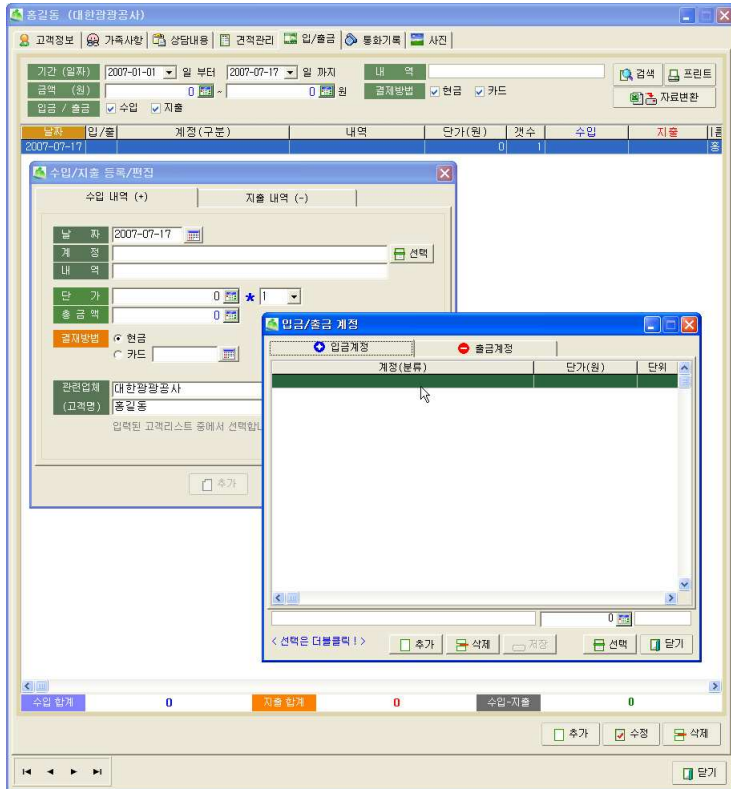 홍길동 (대한광광공사)
고객정보 가족사항 상담내용 견적관리 입/출금 통화기록 사진
기간 (일자) 2007-01-01 일 부터 2007-07-17 일 까지 내 역 검색 프린트
금액 (원) 0 ~ 0 원 결제방법 현금 카드 자료변환
입금 / 출금 수입 지출
날짜 입/출 계정(구분) 내역 단가(원) 갯수 수입 지출
2007-07-17 0 1 홍
수입/지출 등록/편집
수입 내역 (+) 지출 내역 (-)
날 짜 2007-07-17
계 정 선택
내 역
단 가 0 * 1
총 금 액 0
결재방법 현금
카드
관련업체 대한광광공사
(고객명) 홍길동
입력된 고객리스트 중에서 선택합니
추가
입금/출금 계정
입금계정 출금계정
계정(분류) 단가(원) 단위
0
< 선택은 더블클릭 ! > 추가 삭제 저장 선택 닫기
수입 합계 0 지출 합계 0 수입-지출 0
추가 수정 삭제
닫기